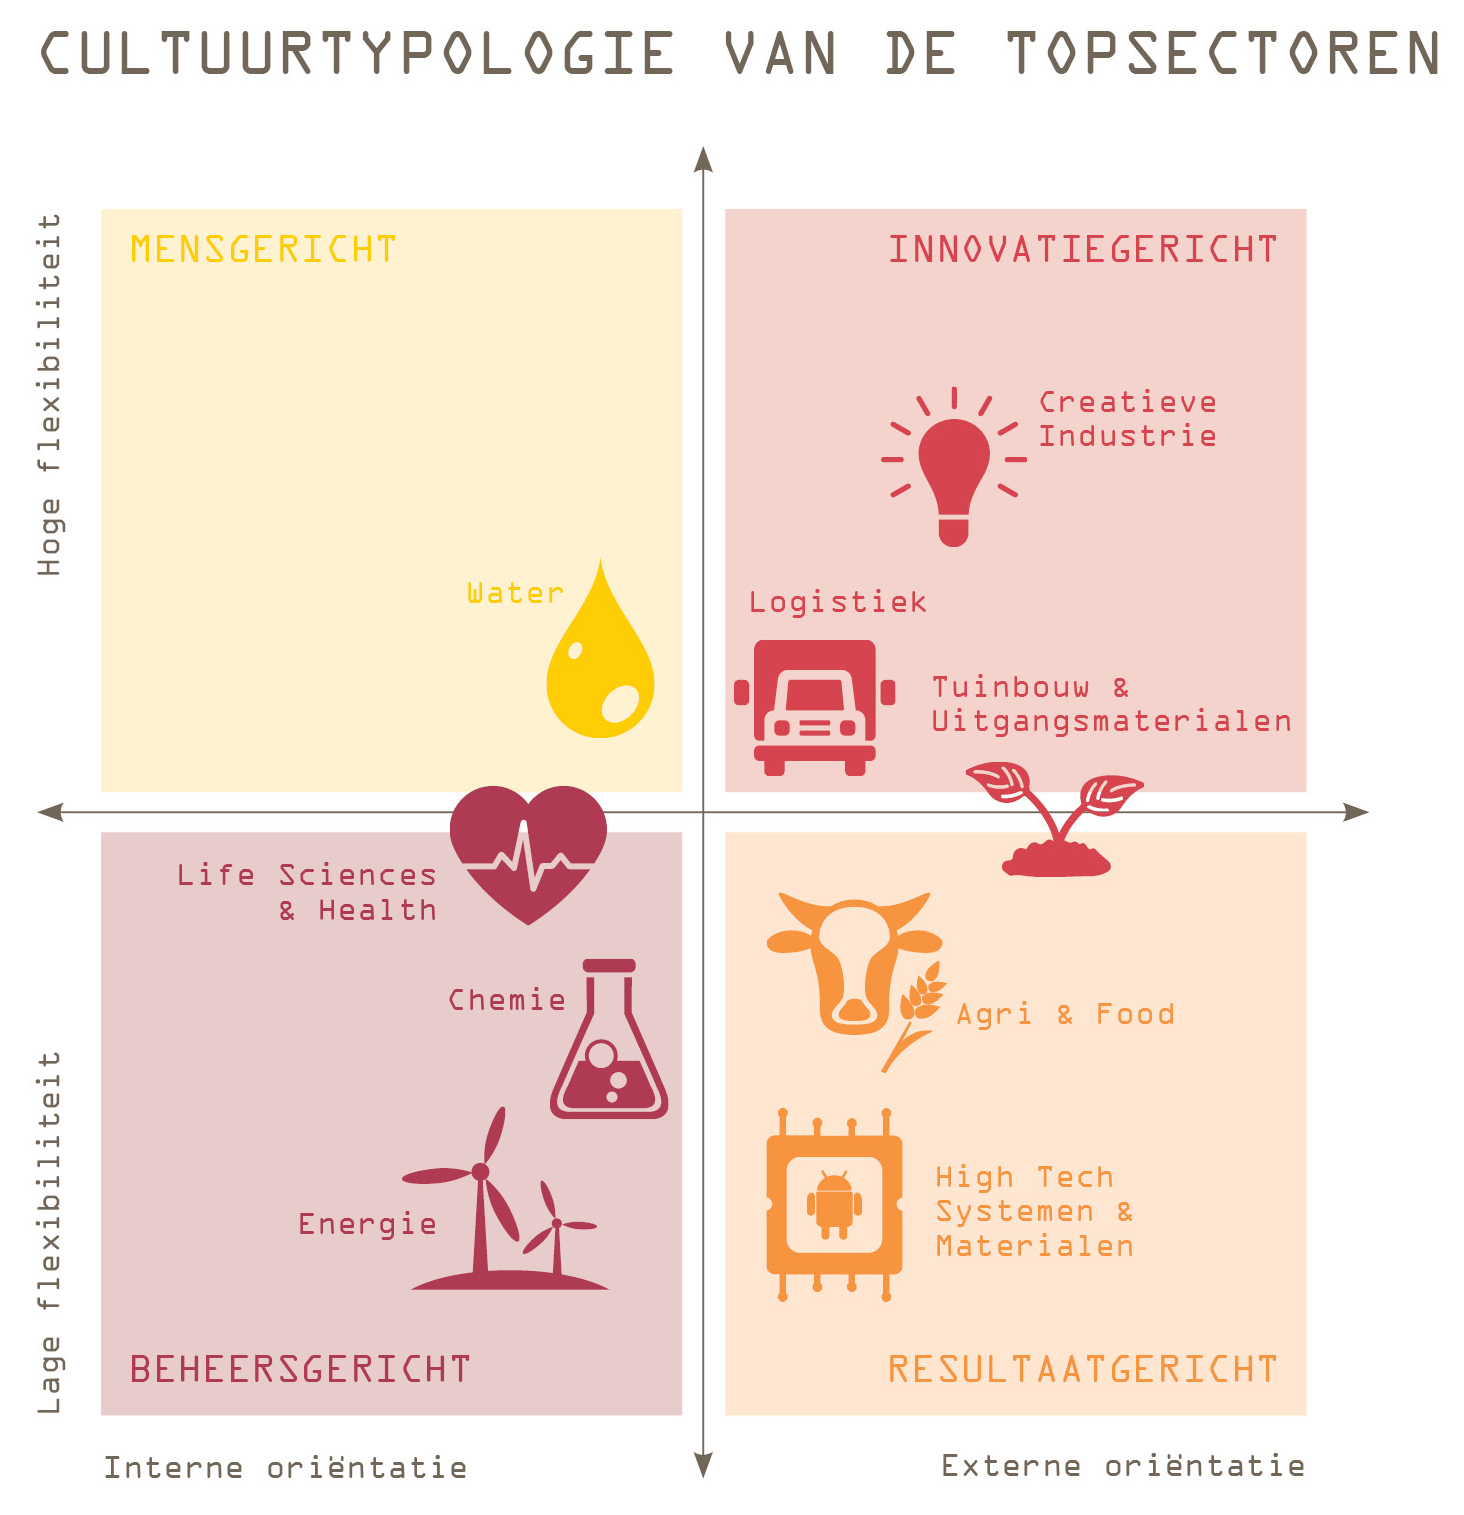 CULTUURTYPOLOGIE VAN DE TOPSECTOREN
Hoge flexibiliteit
MENSGERICHT
Water
INNOVATIEGERICHT
Creatieve
Industrie
Logistiek
Tuinbouw &
Uitgangsmaterialen
Lage flexibiliteit
Life Sciences
& Health
Chemie
Energie
BEHEERSGERICHT
Agri & Food
High Tech
Systemen &
Materialen
RESULTAATGERICHT
Interne oriëntatie
Externe oriëntatie